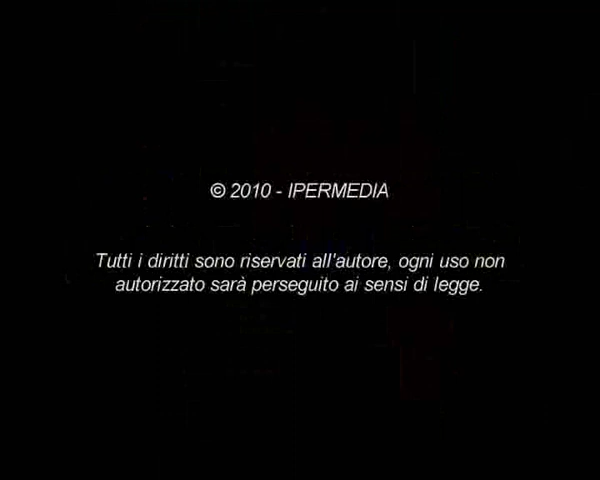 © 2010 - IPERMEDIA
Tutti i diritti sono riservati all'autore, ogni uso non
autorizzato sarà perseguito ai sensi di legge.